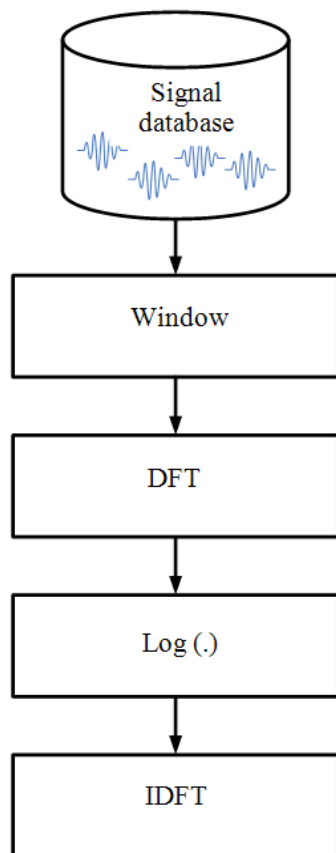 Signal
database
Window
DFT
Log (.)
IDFT